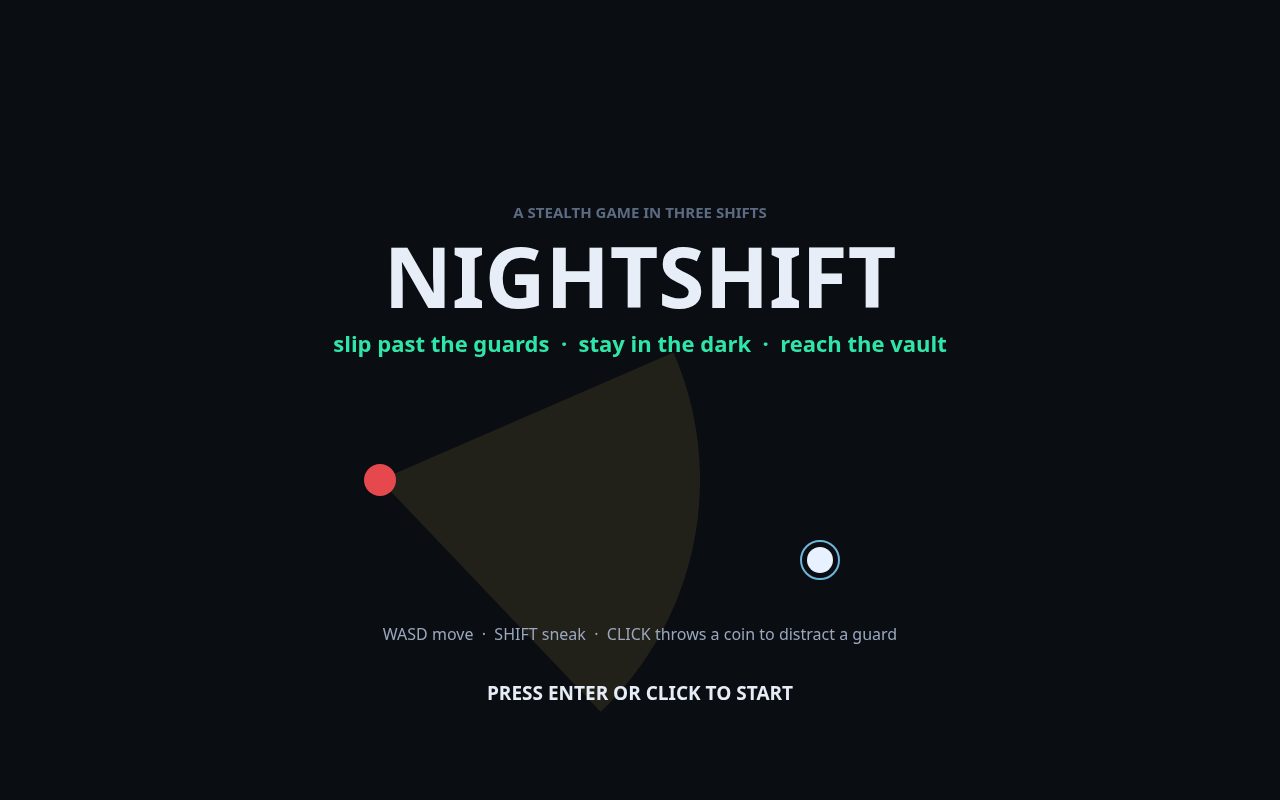 A STEALTH GAME IN THREE SHIFTS
NIGHTSHIFT
slip past the guards · stay in the dark · reach the vault
WASD move · SHIFT sneak · CLICK throws a coin to distract a guard
PRESS ENTER OR CLICK TO START